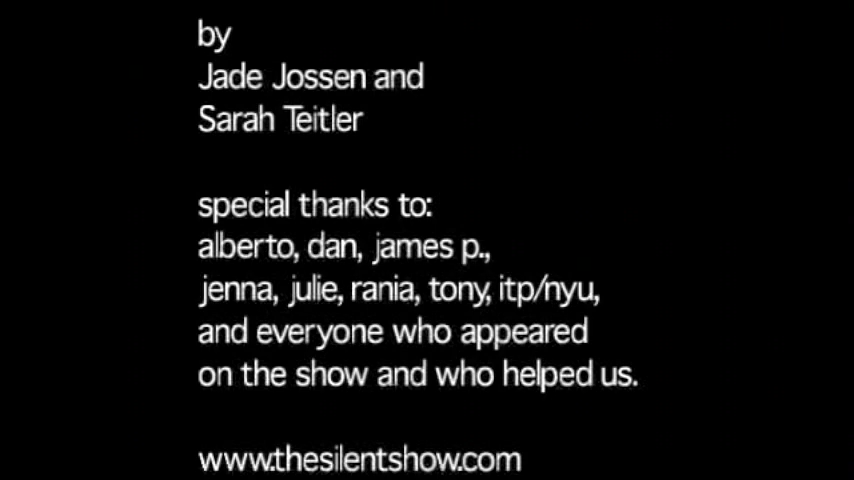 by
Jade Jossen and
Sarah Teitler
special thanks to:
alberto, dan, james p.,
jenna, julie, rania, tony, itp/nyu,
and everyone who appeared
on the show and who helped us.
www.thesilentshow.com